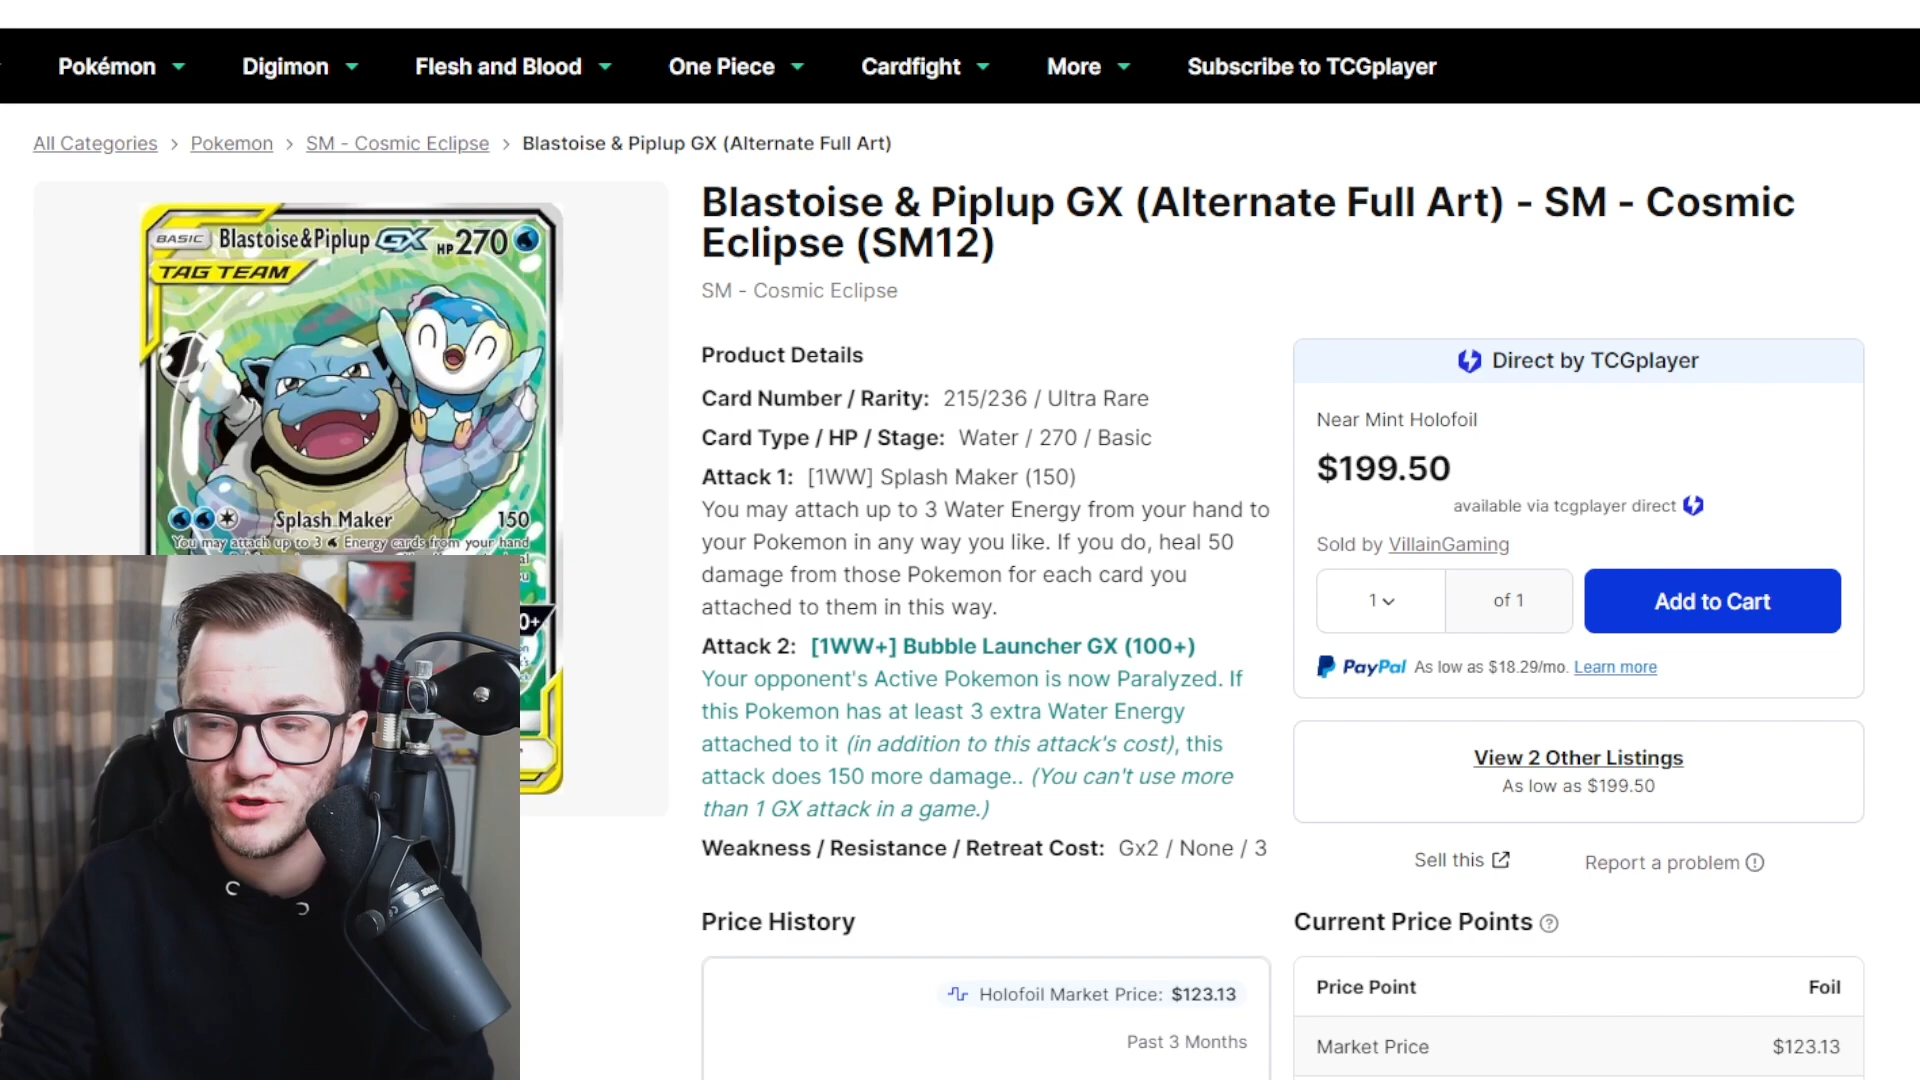 Pokémon Digimon Flesh and Blood One Piece Cardfight More Subscribe to TCGplayer
All Categories > Pokemon > SM - Cosmic Eclipse > Blastoise & Piplup GX (Alternate Full Art)
BASIC Blastoise&Piplup GX HP 270
TAG TEAM
Splash Maker 150
You may attach up to 3 Energy cards from your hand
0+
Blastoise & Piplup GX (Alternate Full Art) - SM - Cosmic
Eclipse (SM12)
SM - Cosmic Eclipse
Product Details
Card Number / Rarity: 215/236 / Ultra Rare
Card Type / HP / Stage: Water / 270 / Basic
Attack 1: [1WW] Splash Maker (150)
You may attach up to 3 Water Energy from your hand to
your Pokemon in any way you like. If you do, heal 50
damage from those Pokemon for each card you
attached to them in this way.
Attack 2: [1WW+] Bubble Launcher GX (100+)
Your opponent's Active Pokemon is now Paralyzed. If
this Pokemon has at least 3 extra Water Energy
attached to it (in addition to this attack's cost), this
attack does 150 more damage.. (You can't use more
than 1 GX attack in a game.)
Weakness / Resistance / Retreat Cost: Gx2 / None / 3
Direct by TCGplayer
Near Mint Holofoil
$199.50
available via tcgplayer direct
Sold by VillainGaming
1 of 1 Add to Cart
PayPal As low as $18.29/mo. Learn more
View 2 Other Listings
As low as $199.50
Sell this Report a problem
Price History
Holofoil Market Price: $123.13
Past 3 Months
Current Price Points
Price Point Foil
Market Price $123.13